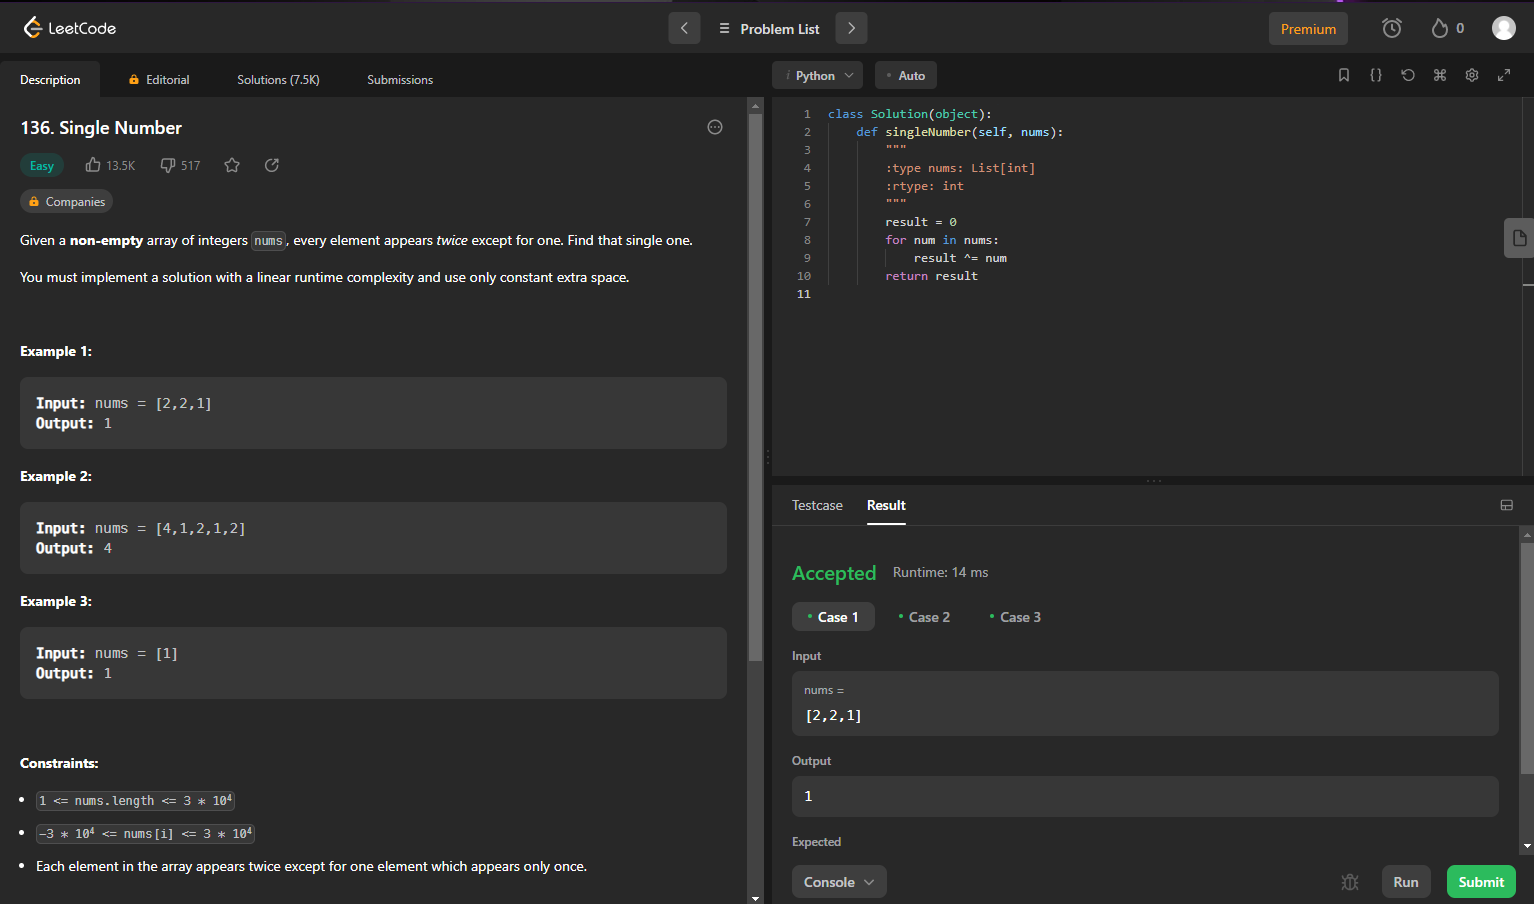 LeetCode
Problem List
Premium
0
Description
Editorial
Solutions (7.5K)
Submissions
136. Single Number
Easy
13.5K
517
Companies
Given a non-empty array of integers nums, every element appears twice except for one. Find that single one.
You must implement a solution with a linear runtime complexity and use only constant extra space.
Example 1:
Input: nums = [2,2,1]
Output: 1
Example 2:
Input: nums = [4,1,2,1,2]
Output: 4
Example 3:
Input: nums = [1]
Output: 1
Constraints:
• 1 <= nums.length <= 3 * 10⁴
• -3 * 10⁴ <= nums[i] <= 3 * 10⁴
• Each element in the array appears twice except for one element which appears only once.
i Python
• Auto
1 class Solution(object):
2     def singleNumber(self, nums):
3         """
4         :type nums: List[int]
5         :rtype: int
6         """
7         result = 0
8         for num in nums:
9             result ^= num
10         return result
11
Testcase
Result
Accepted
Runtime: 14 ms
• Case 1
• Case 2
• Case 3
Input
nums =
[2,2,1]
Output
1
Expected
Console
Run
Submit